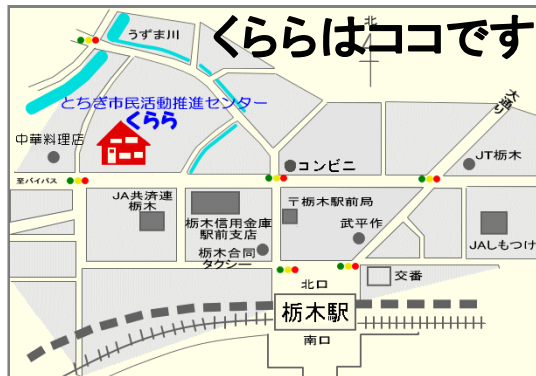 くららはココです
北
うずま川
大通り
とちぎ市民活動推進センター
くらら
中華料理店
コンビニ
JT栃木
至バイパス
JA共済連
栃木
栃木信用金庫
駅前支店
〒栃木駅前局
武平作
JAしもつけ
栃木合同
タクシー
北口
交番
栃木駅
南口